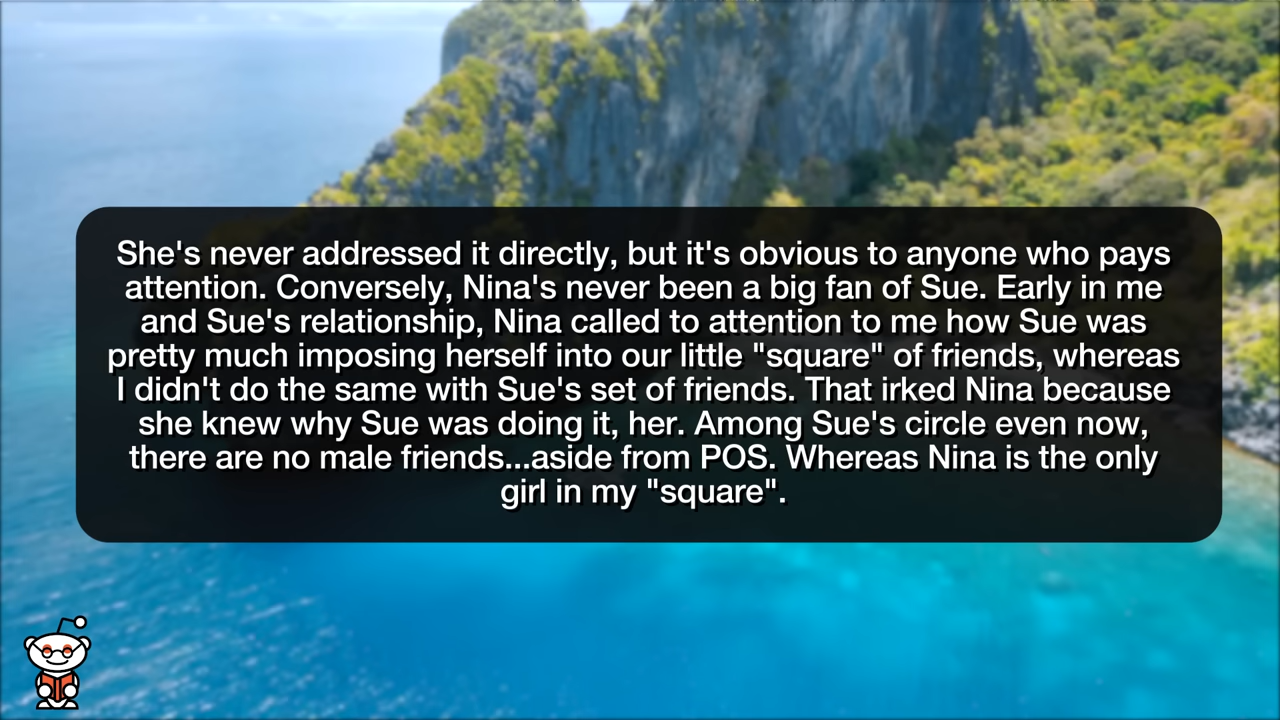 She's never addressed it directly, but it's obvious to anyone who pays
attention. Conversely, Nina's never been a big fan of Sue. Early in me
and Sue's relationship, Nina called to attention to me how Sue was
pretty much imposing herself into our little "square" of friends, whereas
I didn't do the same with Sue's set of friends. That irked Nina because
she knew why Sue was doing it, her. Among Sue's circle even now,
there are no male friends...aside from POS. Whereas Nina is the only
girl in my "square".